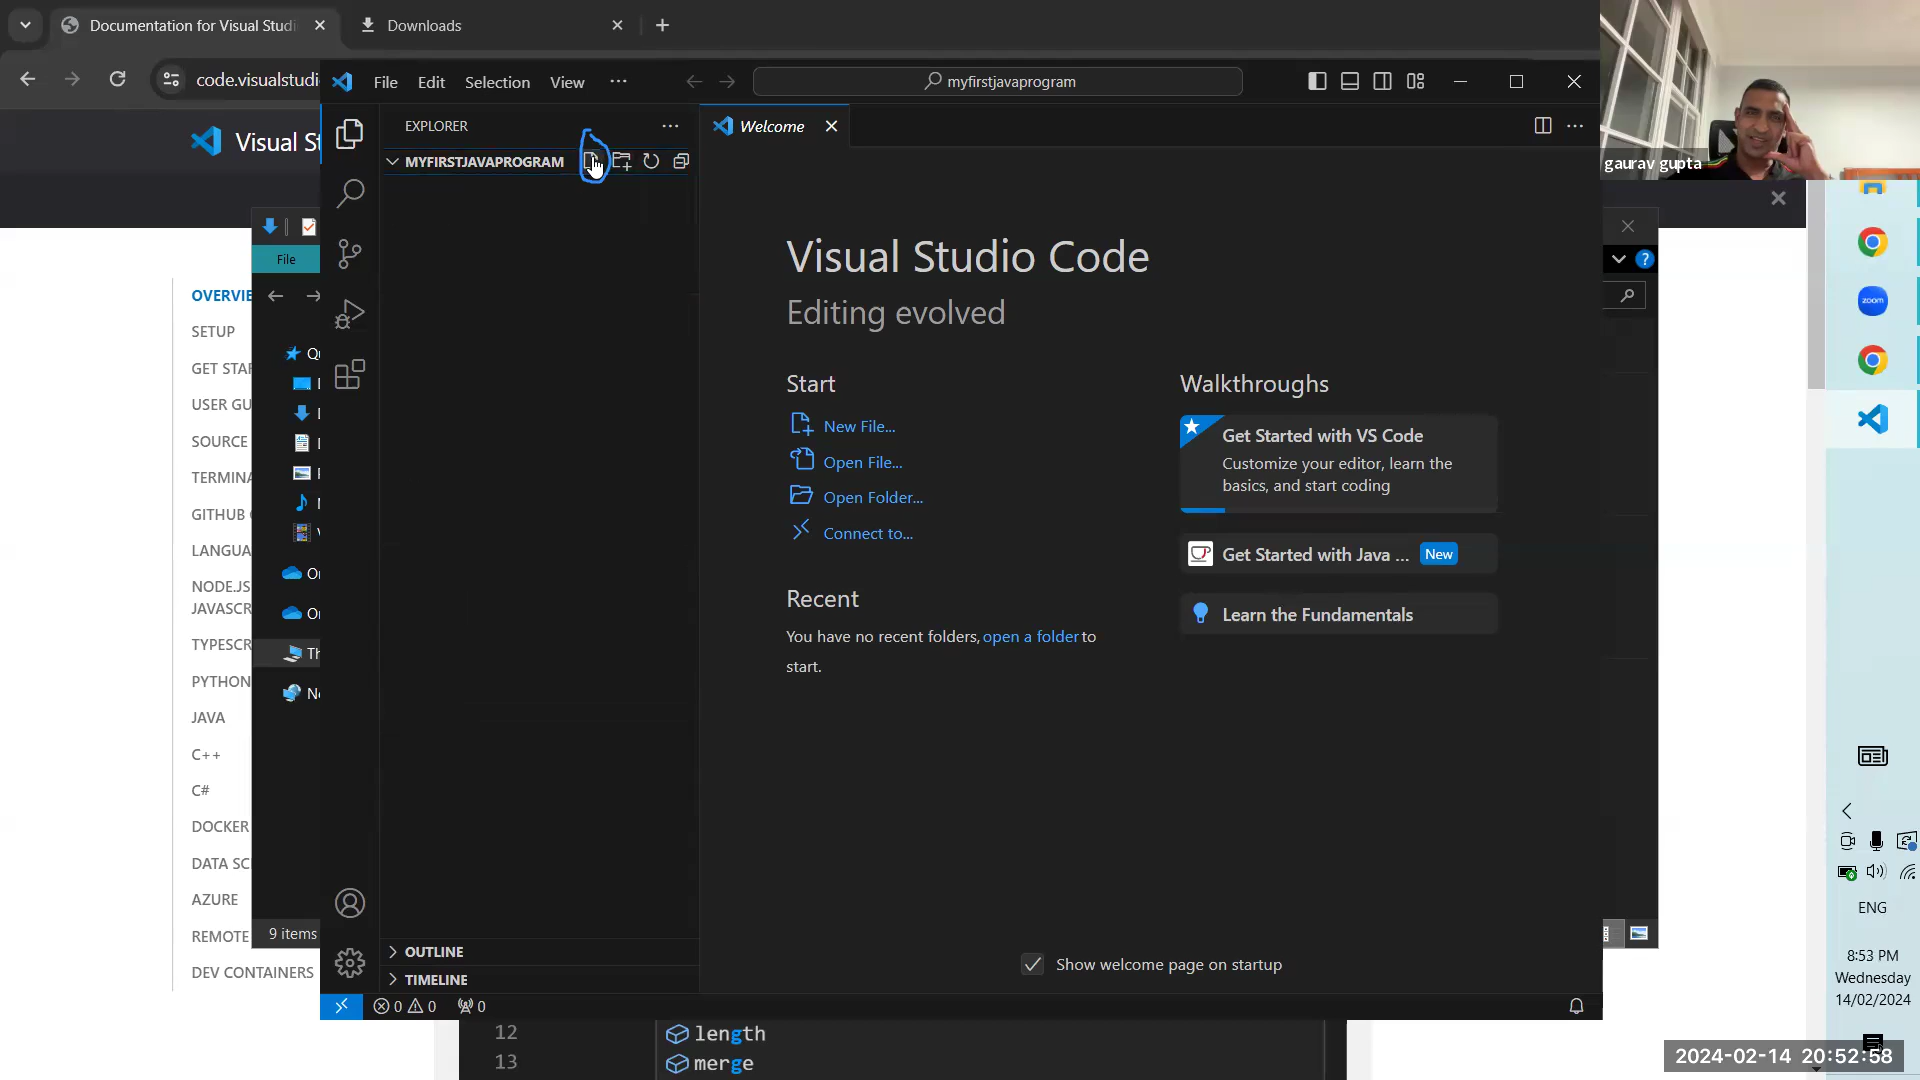 Documentation for Visual Studi
Downloads
code.visualstudi
File Edit Selection View
myfirstjavaprogram
Visual St
EXPLORER
Welcome
MYFIRSTJAVAPROGRAM
gaurav gupta
File
OVERVIE
SETUP
GET STAR
USER GU
SOURCE
TERMINA
GITHUB
LANGUA
NODE.JS
JAVASCR
TYPESCR
PYTHON
JAVA
C++
C#
DOCKER
DATA SC
AZURE
REMOTE
DEV CONTAINERS
9 items
Visual Studio Code
Editing evolved
Start
New File...
Open File...
Open Folder...
Connect to...
Recent
You have no recent folders, open a folder to
start.
Walkthroughs
Get Started with VS Code
Customize your editor, learn the
basics, and start coding
Get Started with Java ... New
Learn the Fundamentals
Show welcome page on startup
OUTLINE
TIMELINE
0 0 0
12 length
13 merge
zoom
ENG
8:53 PM
Wednesday
14/02/2024
2024-02-14 20:52:58